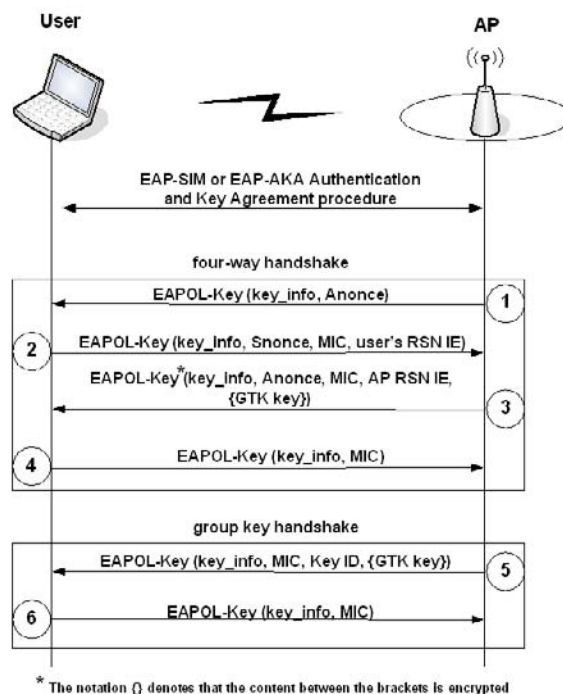 User
AP
EAP-SIM or EAP-AKA Authentication
and Key Agreement procedure
four-way handshake
EAPOL-Key (key_info, Anonce)
1
2
EAPOL-Key (key_info, Snonce, MIC, user's RSN IE)
EAPOL-Key*(key_info, Anonce, MIC, AP RSN IE,
{GTK key})
3
4
EAPOL-Key (key_info, MIC)
group key handshake
EAPOL-Key (key_info, MIC, Key ID, {GTK key})
5
6
EAPOL-Key (key_info, MIC)
* The notation {} denotes that the content between the brackets is encrypted